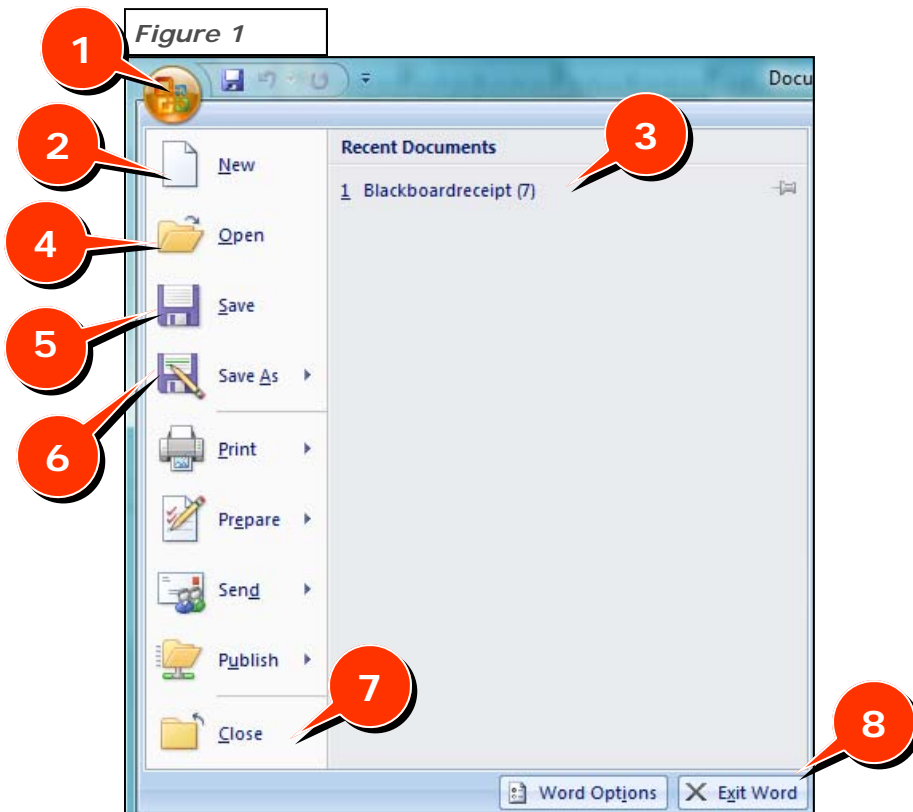 Figure 1
1
Docu
2
New
Recent Documents
3
1 Blackboardreceipt (7)
4
Open
5
Save
6
Save As
Print
Prepare
Send
Publish
7
Close
8
Word Options
Exit Word